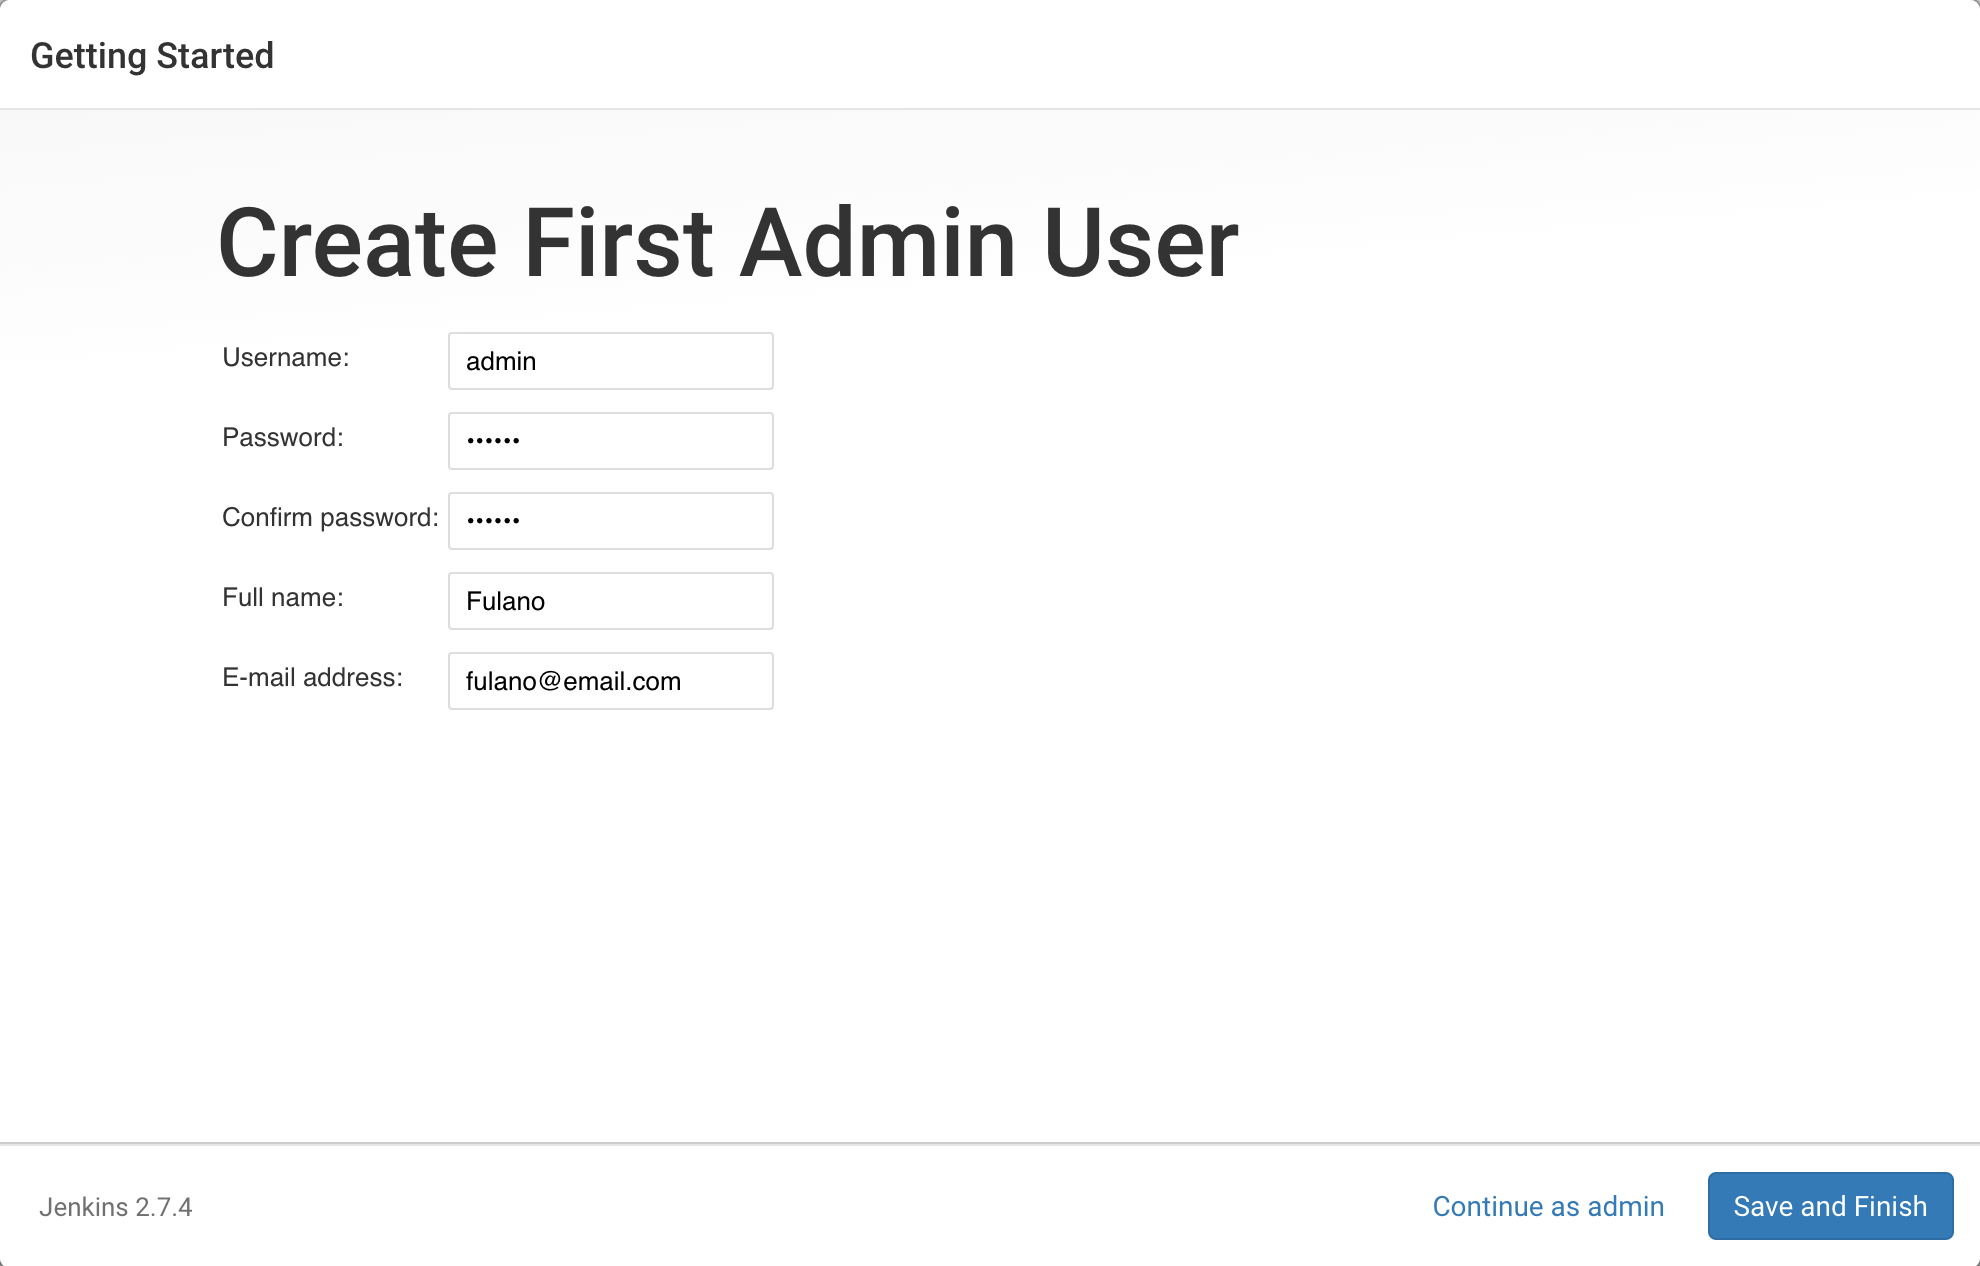 Getting Started
Create First Admin User
Username: admin
Password: ••••••
Confirm password: ••••••
Full name: Fulano
E-mail address: fulano@email.com
Jenkins 2.7.4 Continue as admin Save and Finish